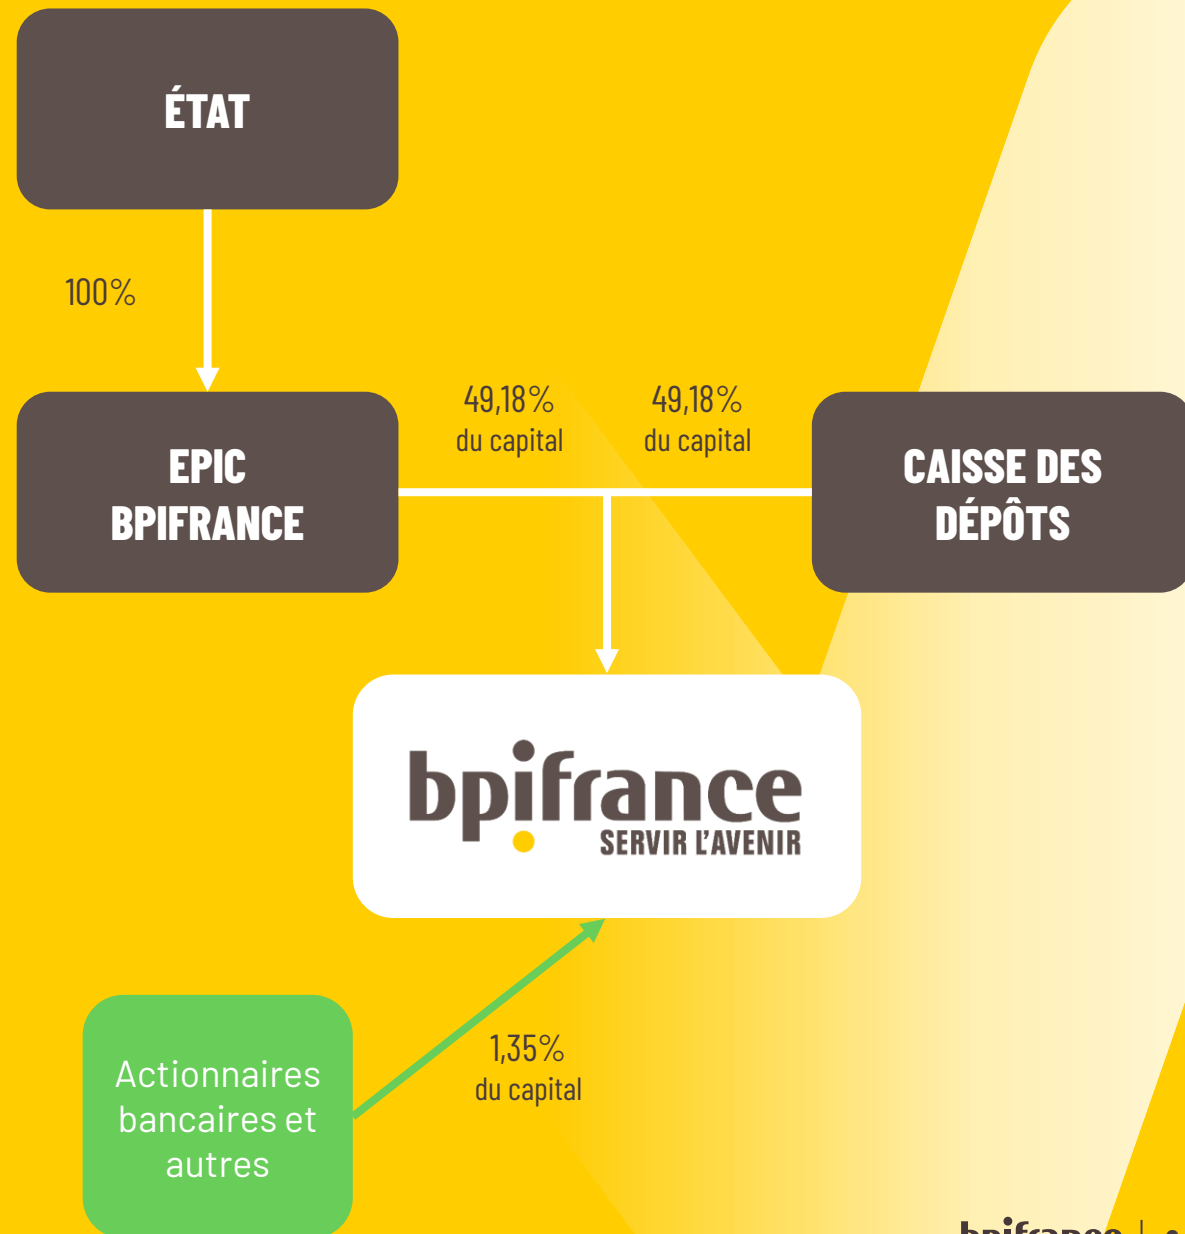 ÉTAT
100%
49,18%
du capital
49,18%
du capital
EPIC
BPIFRANCE
CAISSE DES
DÉPÔTS
bpifrance
SERVIR L'AVENIR
1,35%
du capital
Actionnaires
bancaires et
autres
bpifrance